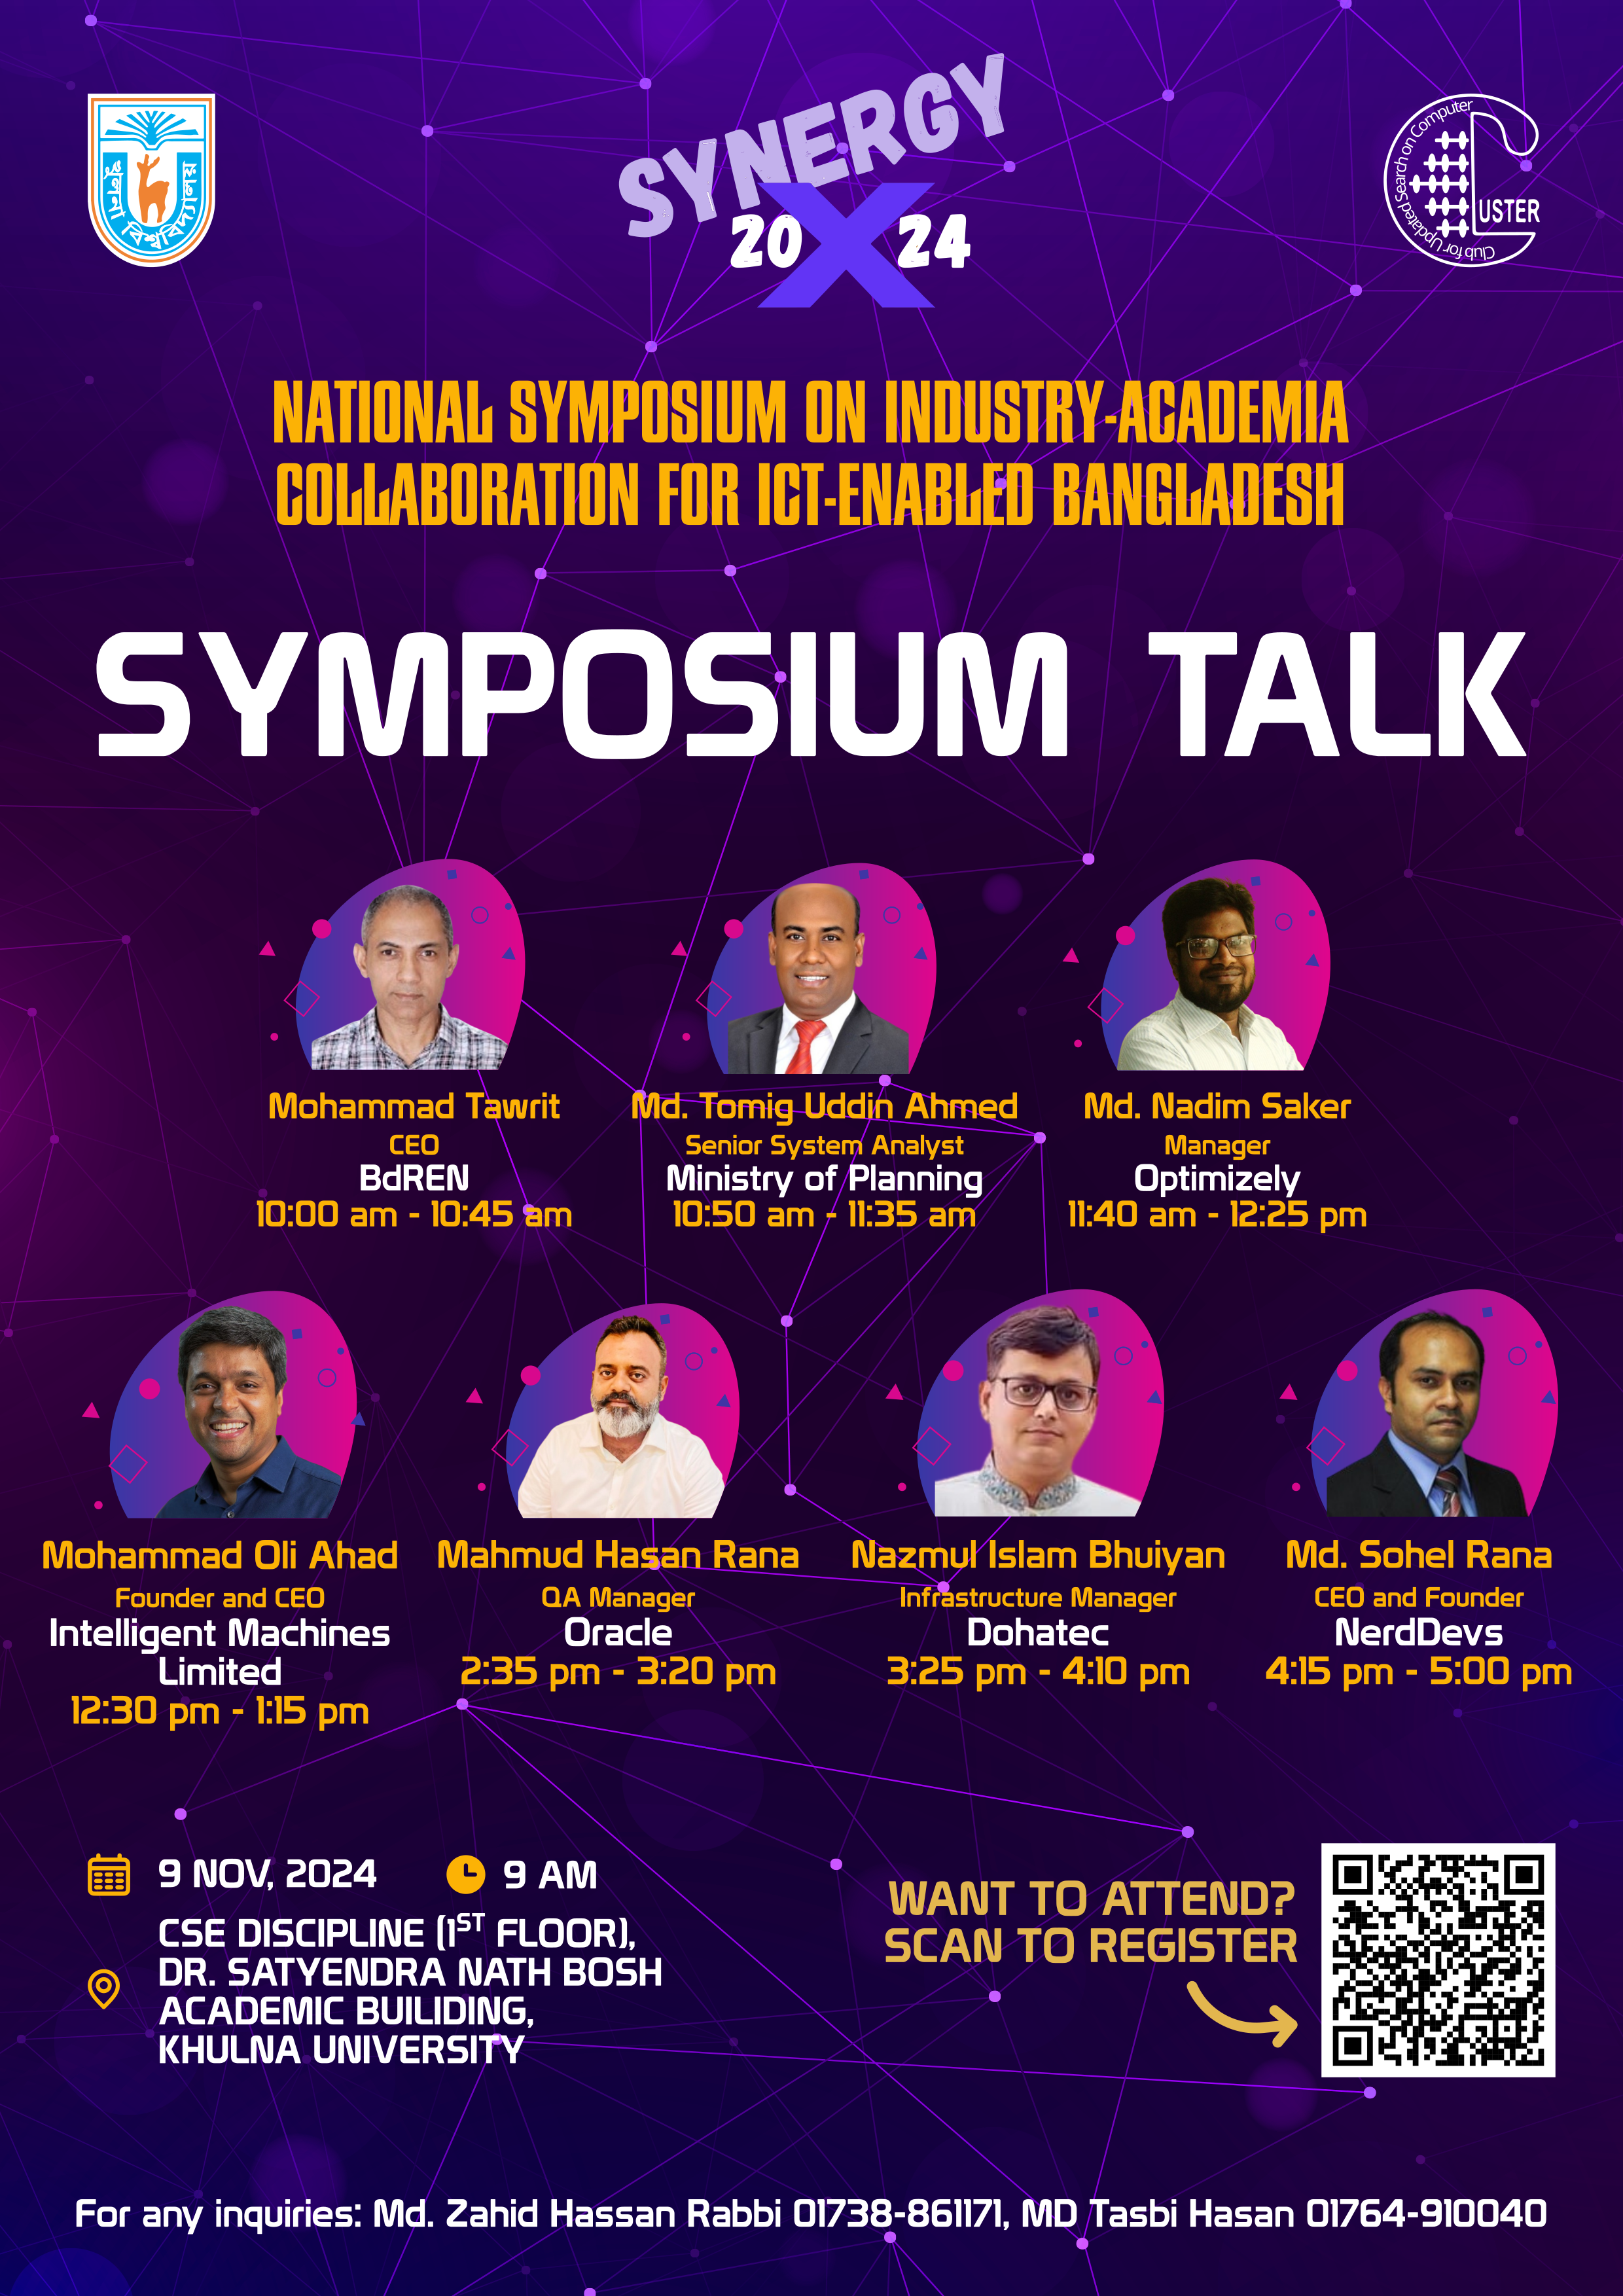 খুলনা বিশ্ববিদ্যালয়
SYNERGY
X
2024
Club for Updated Search on Computer
CLUSTER
NATIONAL SYMPOSIUM ON INDUSTRY-ACADEMIA
COLLABORATION FOR ICT-ENABLED BANGLADESH
SYMPOSIUM TALK
Mohammad Tawrit
CEO
BdREN
10:00 am - 10:45 am
Md. Tomig Uddin Ahmed
Senior System Analyst
Ministry of Planning
10:50 am - 11:35 am
Md. Nadim Saker
Manager
Optimizely
11:40 am - 12:25 pm
Mohammad Oli Ahad
Founder and CEO
Intelligent Machines
Limited
12:30 pm - 1:15 pm
Mahmud Hasan Rana
QA Manager
Oracle
2:35 pm - 3:20 pm
Nazmul Islam Bhuiyan
Infrastructure Manager
Dohatec
3:25 pm - 4:10 pm
Md. Sohel Rana
CEO and Founder
NerdDevs
4:15 pm - 5:00 pm
9 NOV, 2024
9 AM
CSE DISCIPLINE (1ST FLOOR),
DR. SATYENDRA NATH BOSH
ACADEMIC BUILIDING,
KHULNA UNIVERSITY
WANT TO ATTEND?
SCAN TO REGISTER
For any inquiries: Md. Zahid Hassan Rabbi 01738-861171, MD Tasbi Hasan 01764-910040